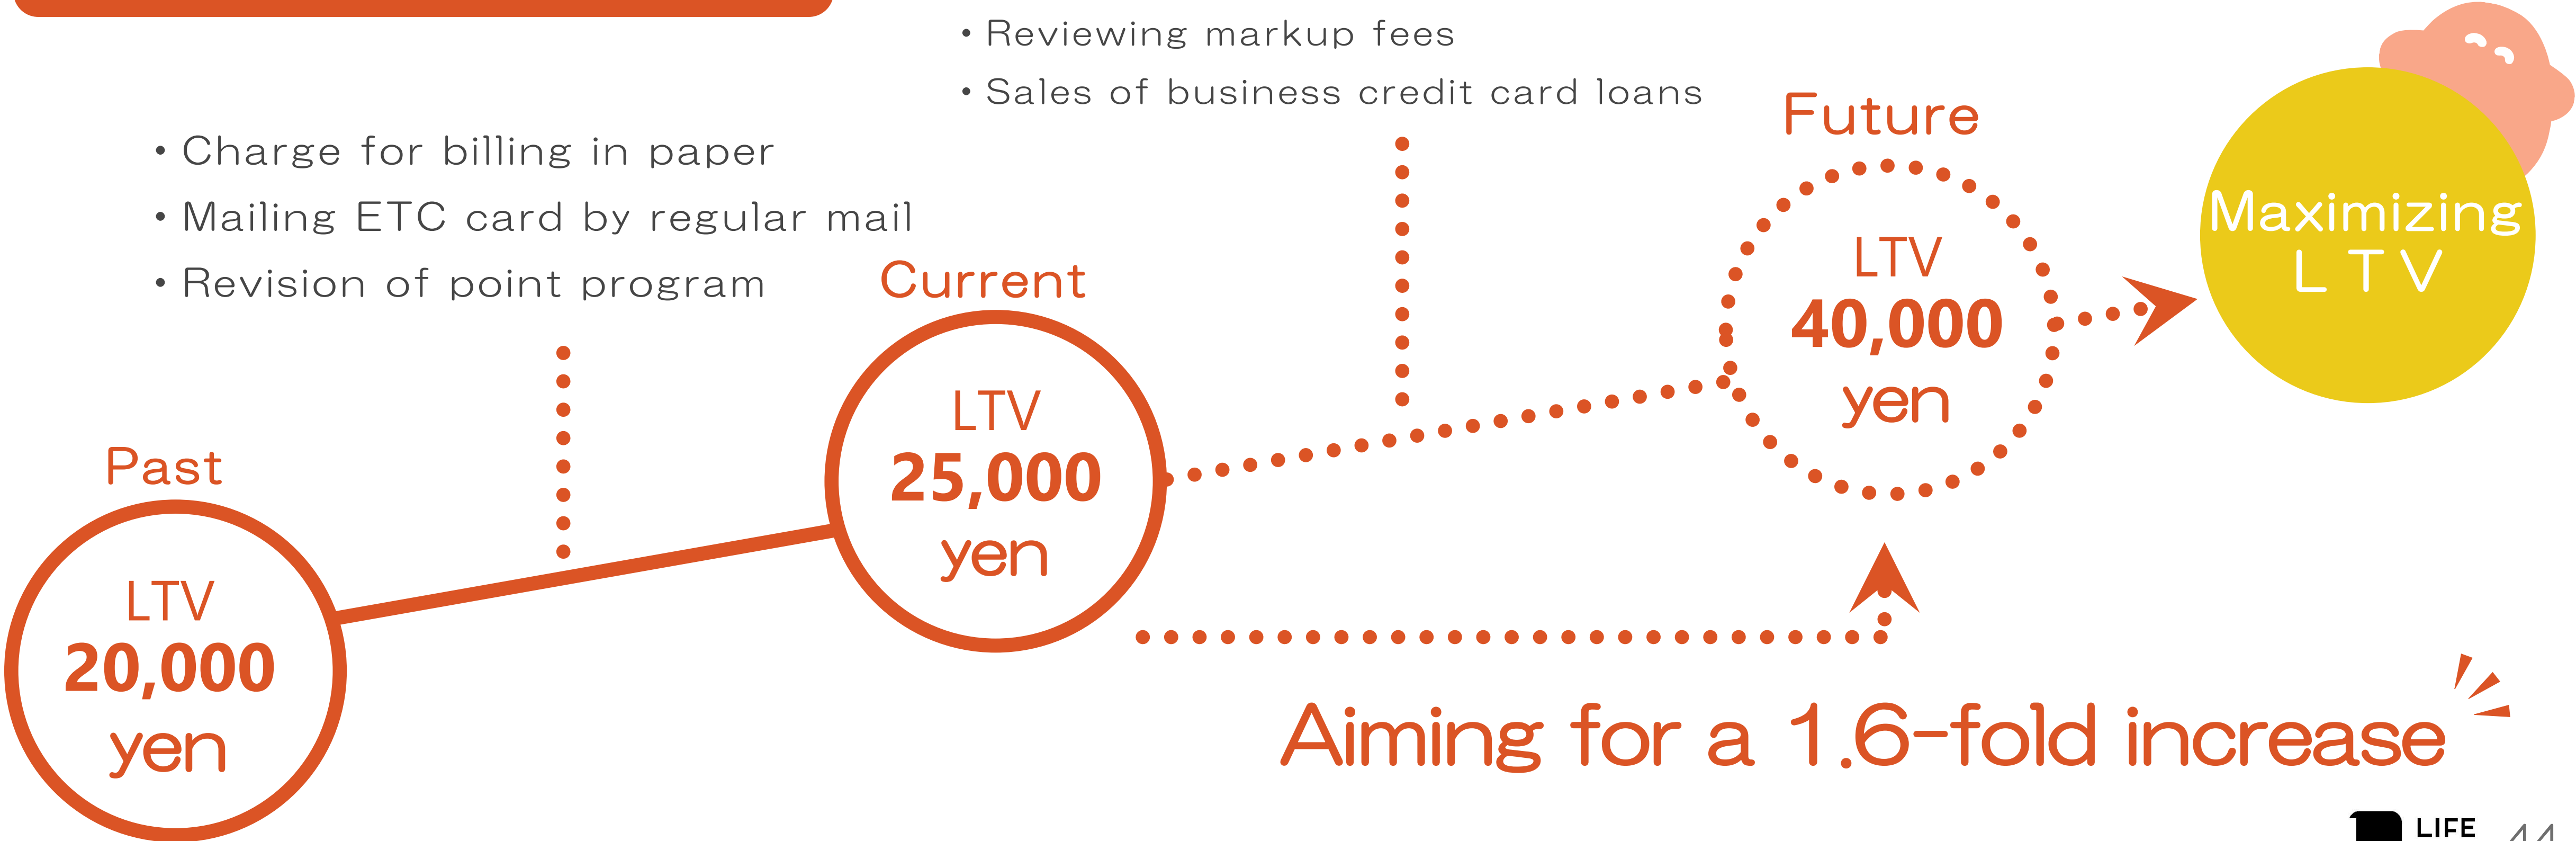 • Reviewing markup fees
• Sales of business credit card loans
• Charge for billing in paper
• Mailing ETC card by regular mail
• Revision of point program
Past
LTV
20,000
yen
Current
LTV
25,000
yen
Future
LTV
40,000
yen
Maximizing
LTV
Aiming for a 1.6-fold increase
LIFE
44